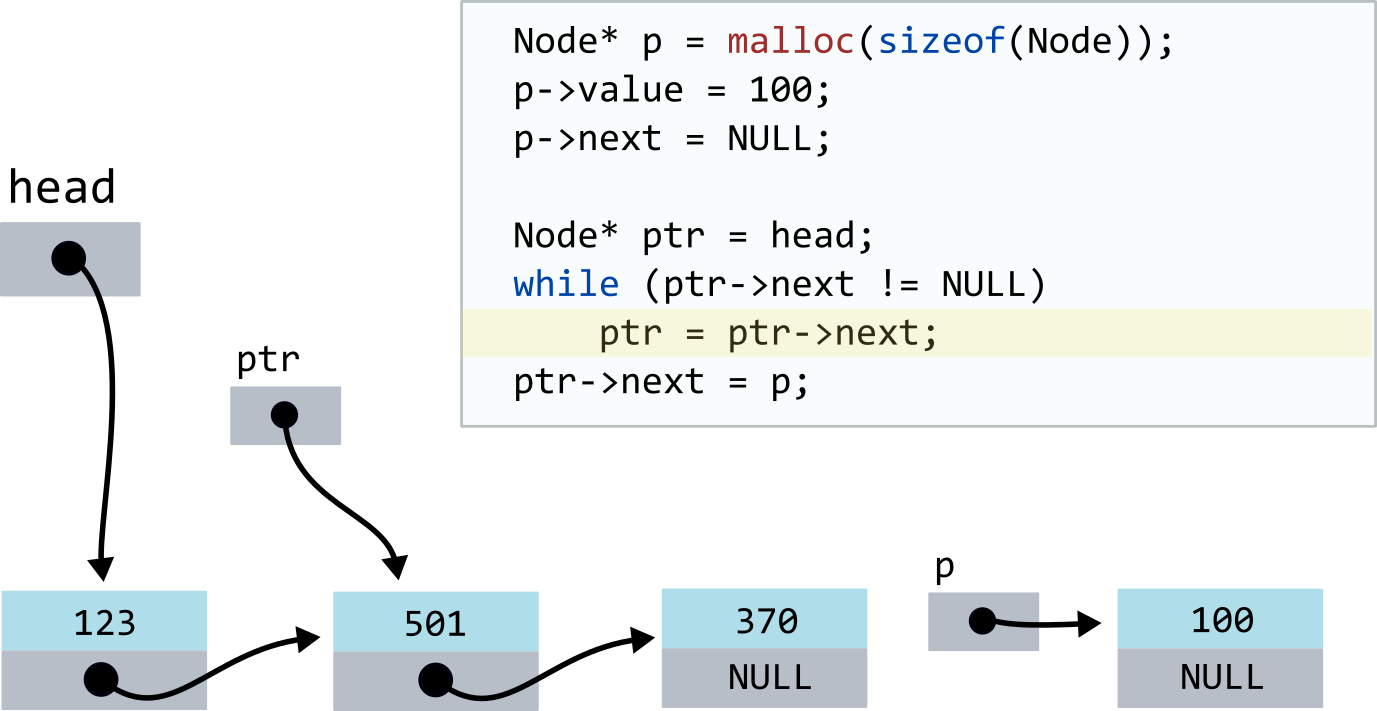 Node* p = malloc(sizeof(Node));
p->value = 100;
p->next = NULL;
Node* ptr = head;
while (ptr->next != NULL)
    ptr = ptr->next;
ptr->next = p;
head
ptr
p
123
501
370
100
NULL
NULL